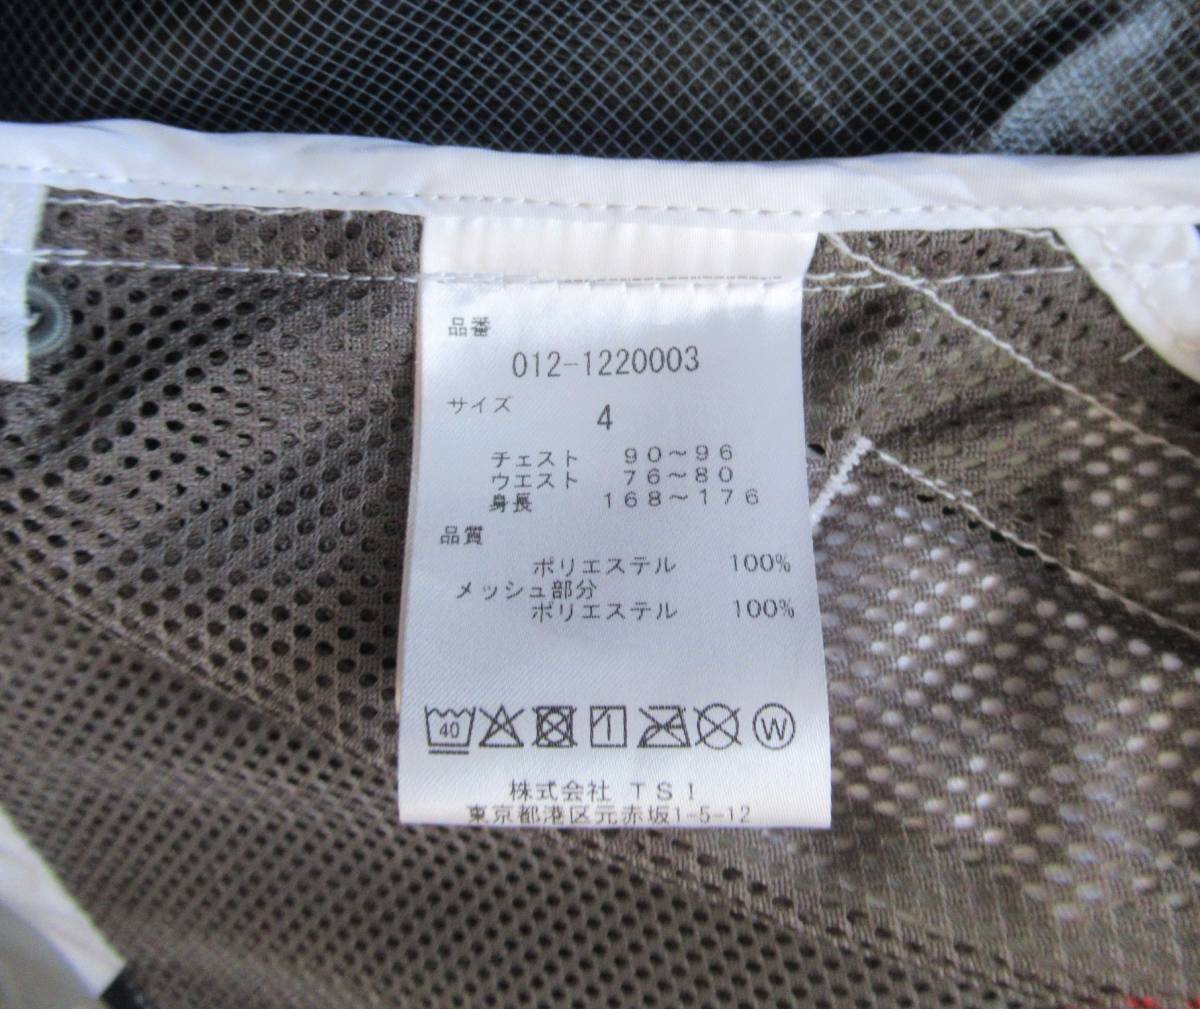 品番
012-1220003
サイズ 4
チェスト 90～96
ウエスト 76～80
身長 168～176
品質
ポリエステル 100%
メッシュ部分
ポリエステル 100%
40 W
株式会社 TSI
東京都港区元赤坂1-5-12